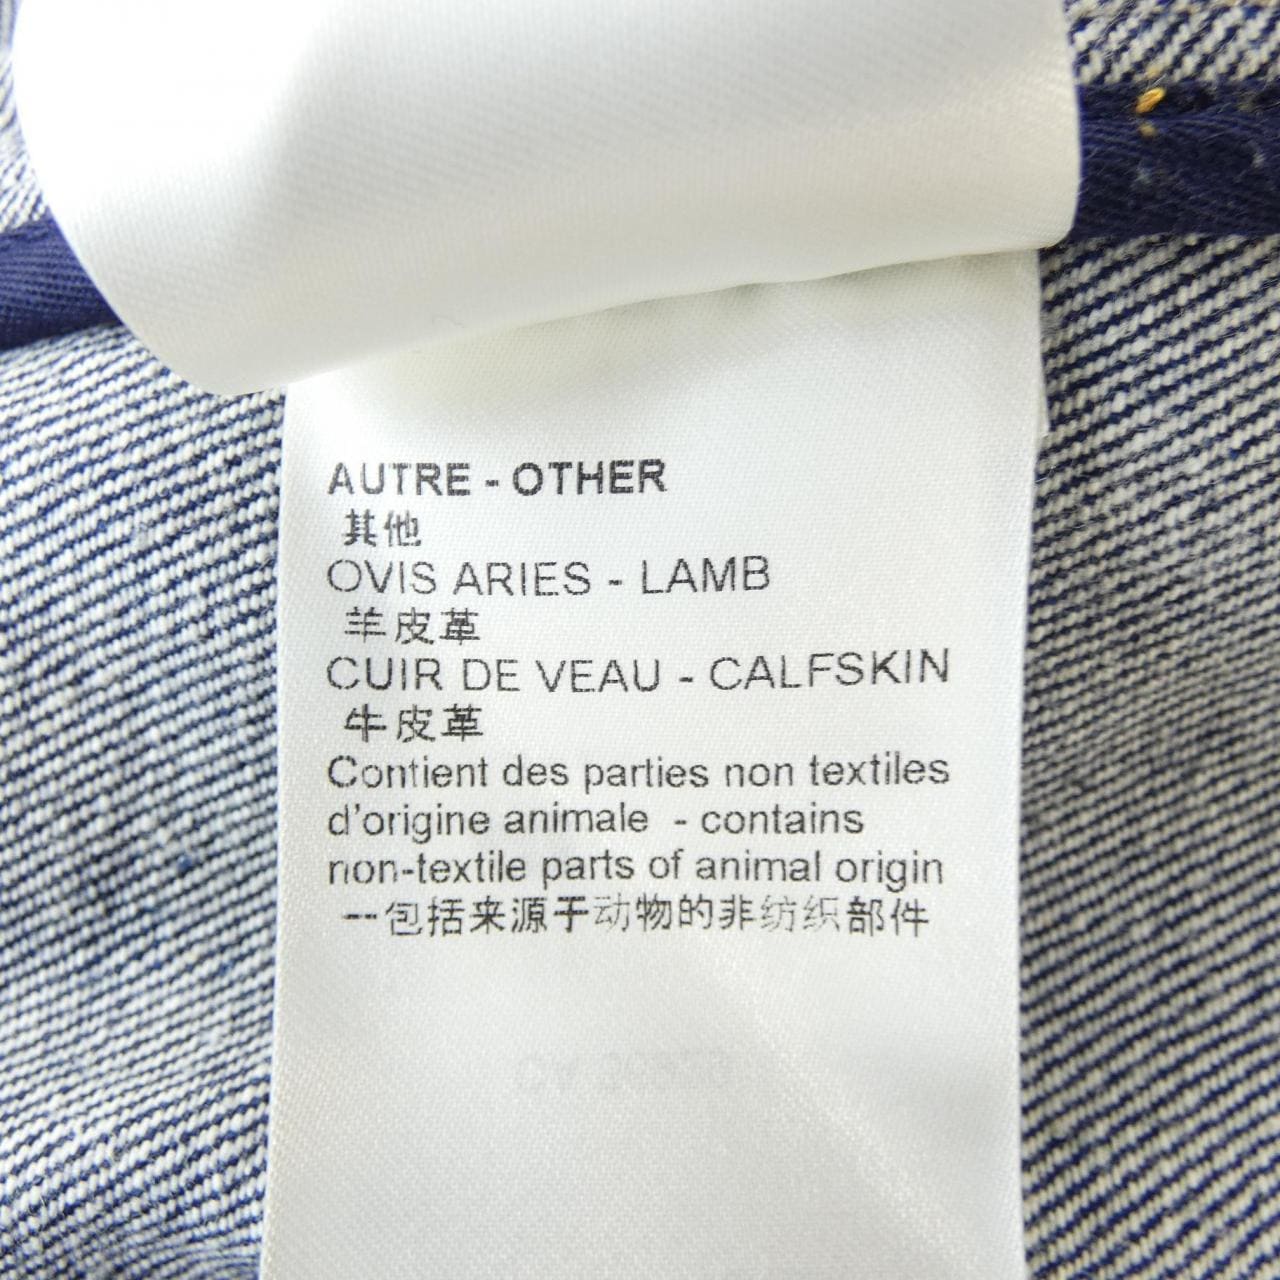 AUTRE - OTHER
其他
OVIS ARIES - LAMB
羊皮革
CUIR DE VEAU - CALFSKIN
牛皮革
Contient des parties non textiles
d'origine animale - contains
non-textile parts of animal origin
--包括来源于动物的非纺织部件